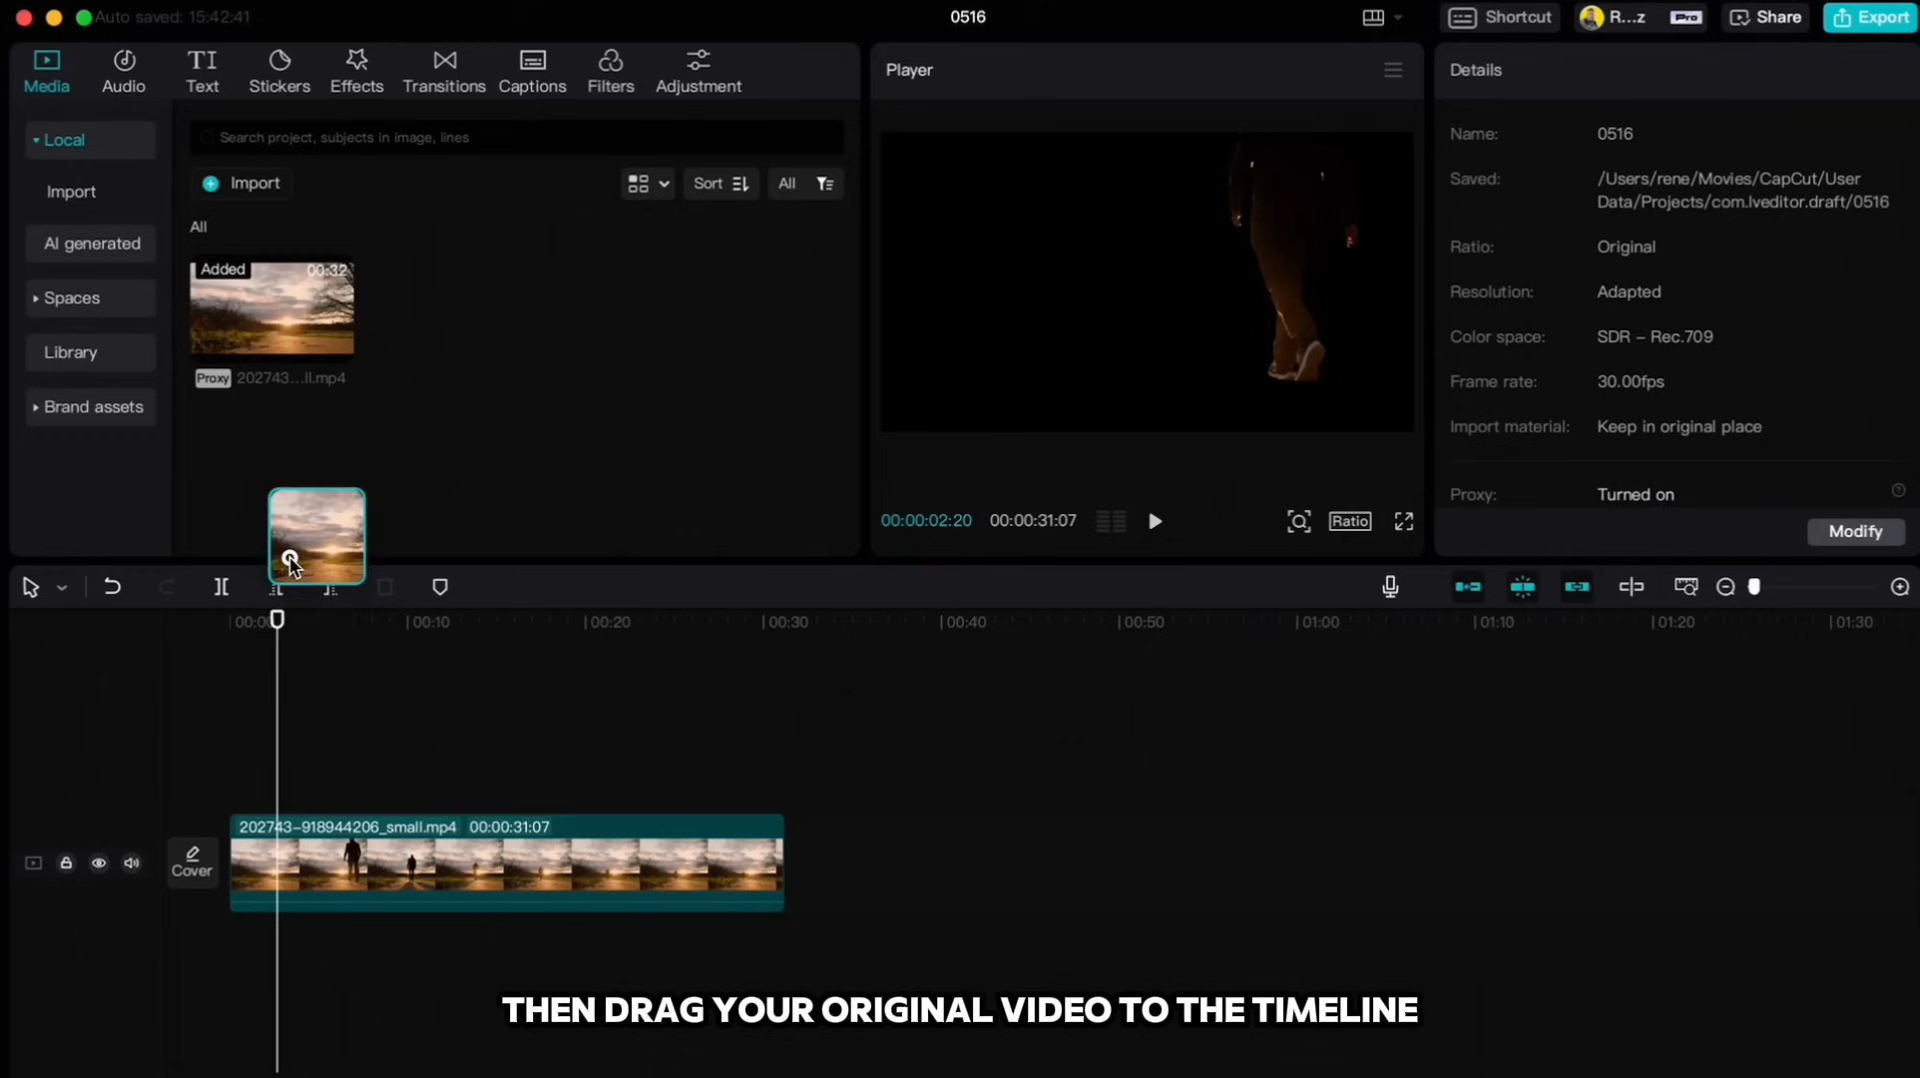 Auto saved: 15:42:41
0516
Shortcut
R...z
Pro
Share
Export
Media
Audio
TI
Text
Stickers
Effects
Transitions
Captions
Filters
Adjustment
Player
Details
Local
Import
AI generated
Spaces
Library
Brand assets
Search project, subjects in image, lines
Import
Sort
All
All
Added
00:32
Proxy
202743...ll.mp4
Name: 0516
Saved: /Users/rene/Movies/CapCut/User
Data/Projects/com.lveditor.draft/0516
Ratio: Original
Resolution: Adapted
Color space: SDR – Rec.709
Frame rate: 30.00fps
Import material: Keep in original place
Proxy: Turned on
Modify
00:00:02:20
00:00:31:07
Ratio
00:10
00:20
00:30
00:40
00:50
01:00
01:10
01:20
01:30
202743-918944206_small.mp4 00:00:31:07
Cover
THEN DRAG YOUR ORIGINAL VIDEO TO THE TIMELINE